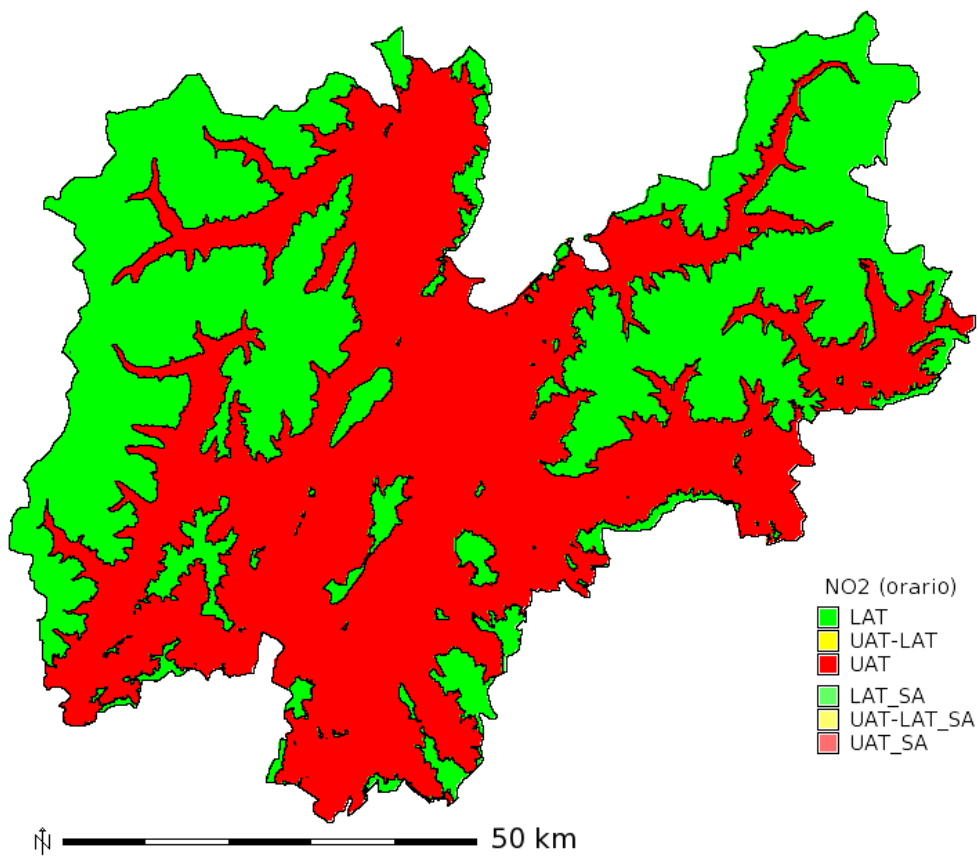 NO2 (orario)
LAT
UAT-LAT
UAT
LAT_SA
UAT-LAT_SA
UAT_SA
N
50 km